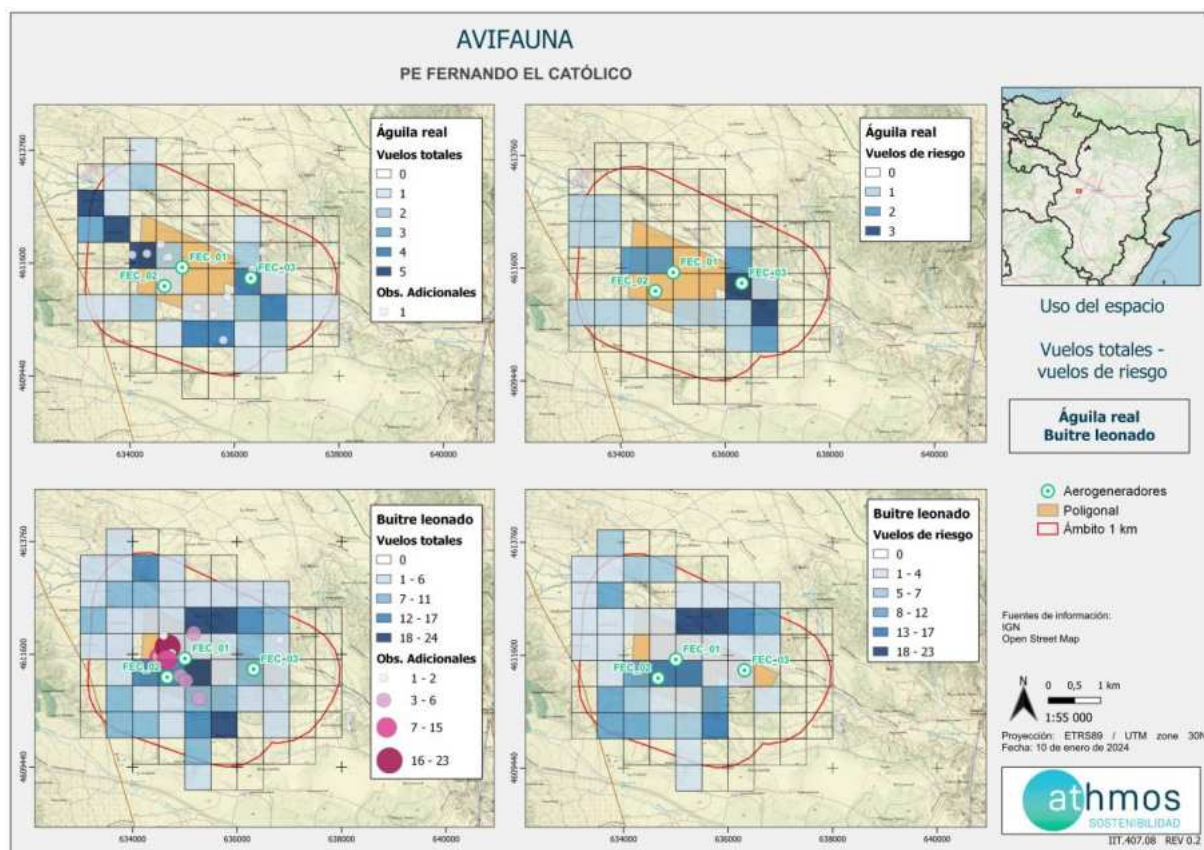 AVIFAUNA
PE FERNANDO EL CATÓLICO
Águila real
Vuelos totales
0
1
2
3
4
5
Obs. Adicionales
1
4613760
4611600
4609440
FEC_01
FEC_02
FEC_03
634000
636000
638000
640000
Águila real
Vuelos de riesgo
0
1
2
3
4613760
4611600
4609440
FEC_01
FEC_02
FEC_03
634000
636000
638000
640000
Buitre leonado
Vuelos totales
0
1 - 6
7 - 11
12 - 17
18 - 24
Obs. Adicionales
1 - 2
3 - 6
7 - 15
16 - 23
4613760
4611600
4609440
FEC_01
FEC_02
FEC_03
634000
636000
638000
640000
Buitre leonado
Vuelos de riesgo
0
1 - 4
5 - 7
8 - 12
13 - 17
18 - 23
4613760
4611600
4609440
FEC_01
FEC_02
FEC_03
634000
636000
638000
640000
Uso del espacio
Vuelos totales -
vuelos de riesgo
Águila real
Buitre leonado
Aerogeneradores
Poligonal
Ámbito 1 km
Fuentes de información:
IGN
Open Street Map
N
0 0,5 1 km
1:55 000
Proyección: ETRS89 / UTM zone 30N
Fecha: 10 de enero de 2024
athmos
SOSTENIBILIDAD
IIT.407.08 REV 0.2